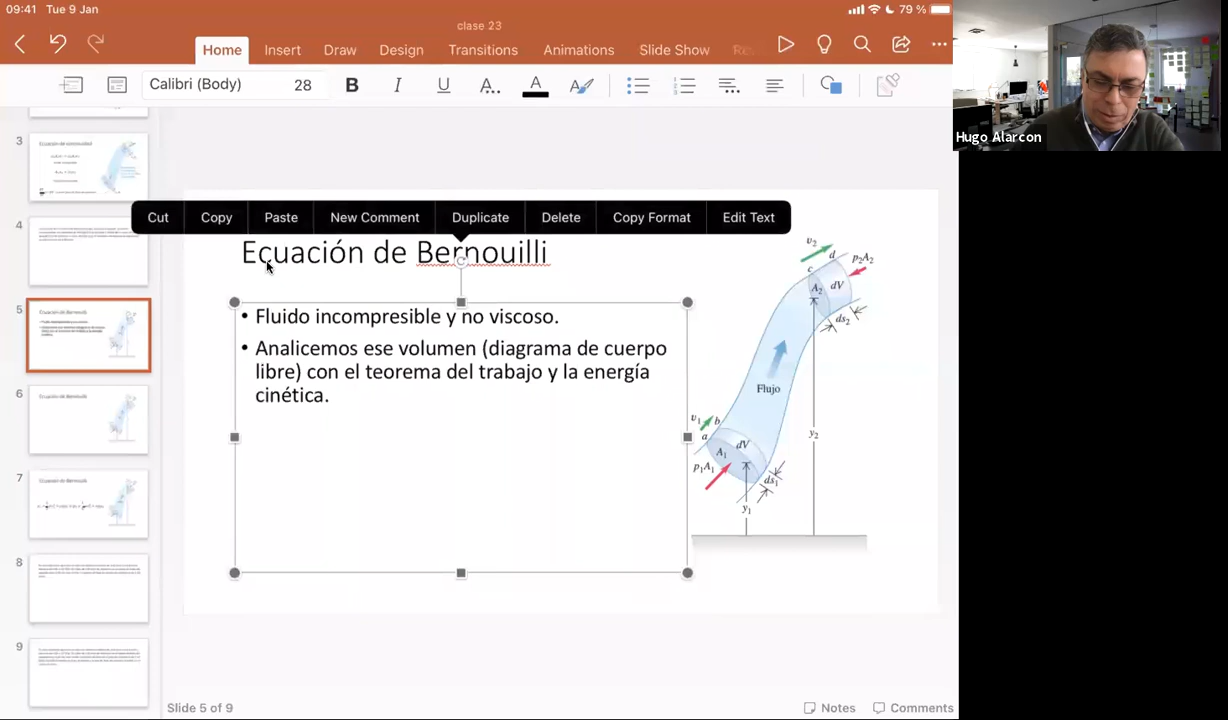 09:41 Tue 9 Jan
79 %
clase 23
Home Insert Draw Design Transitions Animations Slide Show Re
Calibri (Body) 28 B I U A.. A
Hugo Alarcon
3
Ecuación de continuidad
4
5
Ecuación de Bernouilli
6
Ecuación de Bernouilli
7
Ecuación de Bernouilli
8
9
Cut Copy Paste New Comment Duplicate Delete Copy Format Edit Text
Ecuación de Bernouilli
• Fluido incompresible y no viscoso.
• Analicemos ese volumen (diagrama de cuerpo
libre) con el teorema del trabajo y la energía
cinética.
v₂
d
p₂A₂
c
A₂ dV
ds₂
Flujo
v₁ b
a
dV
A₁
p₁A₁
ds₁
y₂
y₁
Slide 5 of 9
Notes Comments